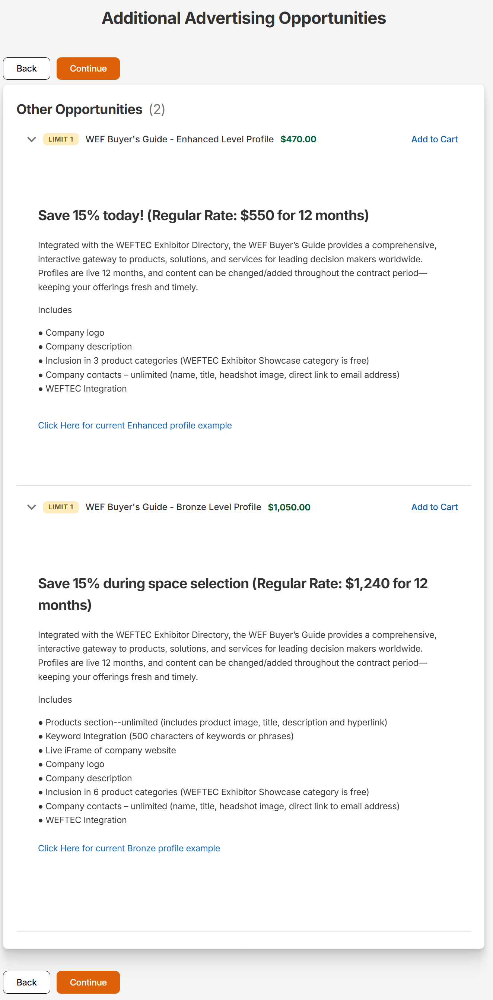 Additional Advertising Opportunities
Back
Continue
Other Opportunities (2)
LIMIT 1 WEF Buyer's Guide - Enhanced Level Profile $470.00 Add to Cart
Save 15% today! (Regular Rate: $550 for 12 months)
Integrated with the WEFTEC Exhibitor Directory, the WEF Buyer’s Guide provides a comprehensive,
interactive gateway to products, solutions, and services for leading decision makers worldwide.
Profiles are live 12 months, and content can be changed/added throughout the contract period—
keeping your offerings fresh and timely.
Includes
● Company logo
● Company description
● Inclusion in 3 product categories (WEFTEC Exhibitor Showcase category is free)
● Company contacts – unlimited (name, title, headshot image, direct link to email address)
● WEFTEC Integration
Click Here for current Enhanced profile example
LIMIT 1 WEF Buyer's Guide - Bronze Level Profile $1,050.00 Add to Cart
Save 15% during space selection (Regular Rate: $1,240 for 12
months)
Integrated with the WEFTEC Exhibitor Directory, the WEF Buyer’s Guide provides a comprehensive,
interactive gateway to products, solutions, and services for leading decision makers worldwide.
Profiles are live 12 months, and content can be changed/added throughout the contract period—
keeping your offerings fresh and timely.
Includes
● Products section--unlimited (includes product image, title, description and hyperlink)
● Keyword Integration (500 characters of keywords or phrases)
● Live iFrame of company website
● Company logo
● Company description
● Inclusion in 6 product categories (WEFTEC Exhibitor Showcase category is free)
● Company contacts – unlimited (name, title, headshot image, direct link to email address)
● WEFTEC Integration
Click Here for current Bronze profile example
Back
Continue